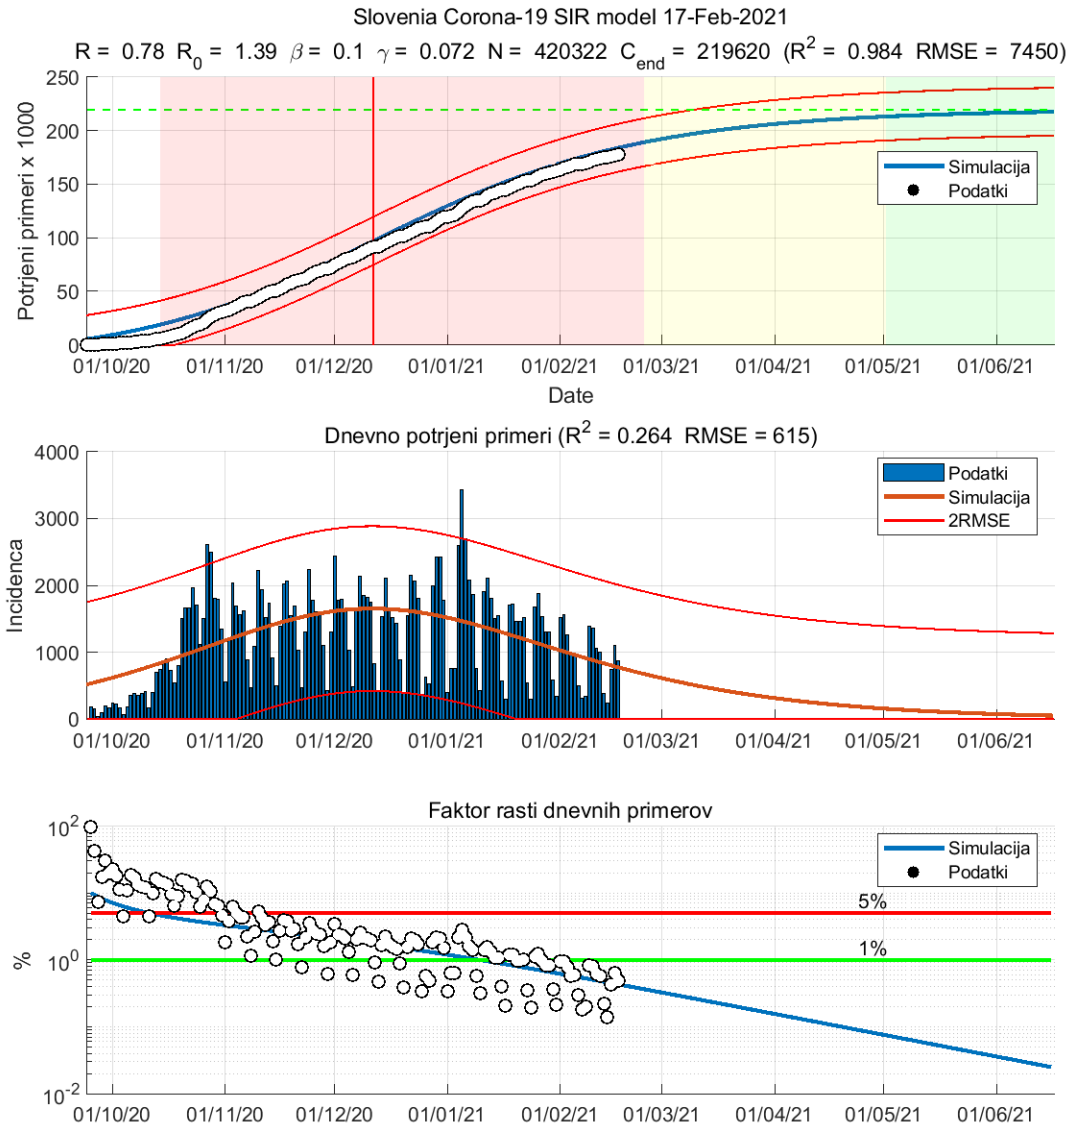 Slovenia Corona-19 SIR model 17-Feb-2021
R = 0.78 R₀ = 1.39 β = 0.1 γ = 0.072 N = 420322 Cₑₙd = 219620 (R² = 0.984 RMSE = 7450)
250
200
150
100
50
0
Potrjeni primeri x 1000
Simulacija
Podatki
01/10/20 01/11/20 01/12/20 01/01/21 01/02/21 01/03/21 01/04/21 01/05/21 01/06/21
Date
Dnevno potrjeni primeri (R² = 0.264 RMSE = 615)
4000
3000
2000
1000
0
Incidenca
Podatki
Simulacija
2RMSE
01/10/20 01/11/20 01/12/20 01/01/21 01/02/21 01/03/21 01/04/21 01/05/21 01/06/21
Faktor rasti dnevnih primerov
10²
10⁰
10⁻²
%
Simulacija
Podatki
5%
1%
01/10/20 01/11/20 01/12/20 01/01/21 01/02/21 01/03/21 01/04/21 01/05/21 01/06/21